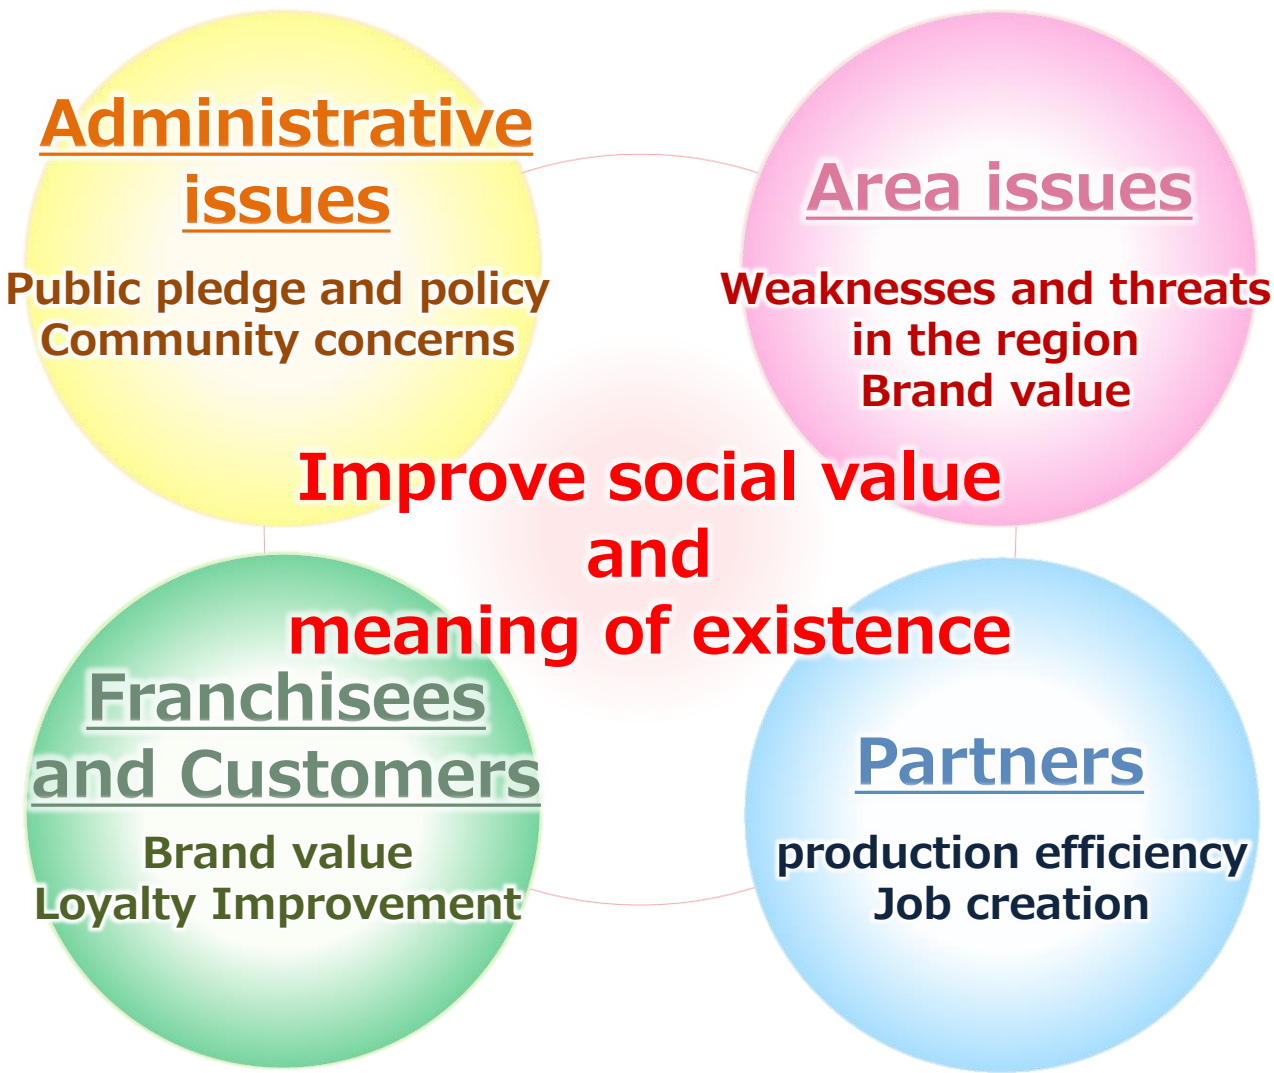 Administrative
issues
Public pledge and policy
Community concerns
Area issues
Weaknesses and threats
in the region
Brand value
Improve social value
and
meaning of existence
Franchisees
and Customers
Brand value
Loyalty Improvement
Partners
production efficiency
Job creation